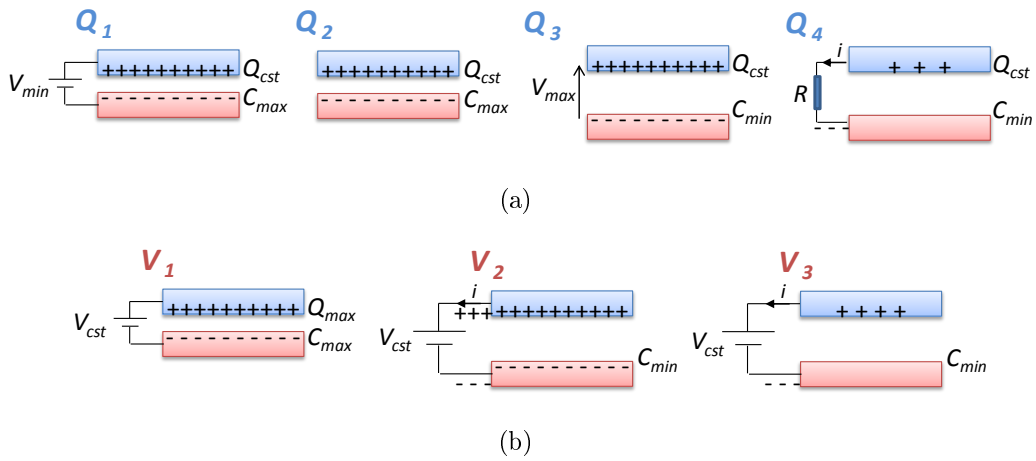 Q1 Q2 Q3 Q4
i
++++++++++ Qcst ++++++++++ Qcst ++++++++++ Qcst + + + Qcst
Vmin Vmax R
- - - - - - - - - - Cmax - - - - - - - - - - Cmax - - - - - - - - - Cmin - - - Cmin
(a)
V1 V2 V3
i i
+++++++++ Qmax +++ ++++++++++ + + + +
Vcst Vcst Vcst
- - - - - - - - - - Cmax - - - - - - - - - - Cmin Cmin
- - - - - -
(b)